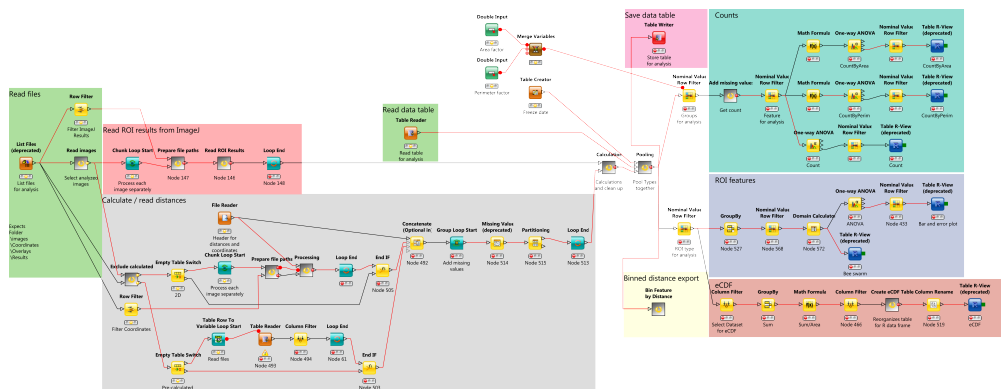 Read files
Row Filter
Filter Image/
Results
List Files
(deprecated)
List files
for analysis
Read images
Select analyzed
images
Expects
Folder
\Images
\Coordinates
\Overlays
\Results
Read ROI results from ImageJ
Chunk Loop Start
Process each
image separately
Prepare file paths
Node 147
Read ROI Results
Node 146
Loop End
Node 148
Calculate / read distances
File Reader
Header for
distances and
coordinates
Exclude calculated
Row Filter
Filter Coordinates
Empty Table Switch
2D
Chunk Loop Start
Process each
image separately
Prepare file paths
Processing
Loop End
End IF
Node 505
Concatenate
(Optional in
Node 492
Group Loop Start
Add missing
values
Missing Value
(deprecated)
Node 514
Partitioning
Node 515
Loop End
Node 513
Empty Table Switch
Pre-calculated
Table Row To
Variable Loop Start
Read files
Table Reader
Node 493
Column Filter
Node 494
Loop End
Node 61
End IF
Node 503
Read data table
Table Reader
Read table
for analysis
Double Input
Area factor
Double Input
Perimeter factor
Merge Variables
Table Creator
Freeze date
Calculation
Calculations
and clean up
Pooling
Pool Types
together
Save data table
Table Writer
Store table
for analysis
Nominal Value
Row Filter
Groups
for analysis
Nominal Value
Row Filter
ROI type
for analysis
Binned distance export
Bin Feature
by Distance
Counts
Add missing value
Get count
Nominal Value
Row Filter
Feature
for analysis
Math Formula
One-way ANOVA
CountByArea
Nominal Value
Row Filter
Table R-View
(deprecated)
CountByArea
Math Formula
One-way ANOVA
CountByPerim
Nominal Value
Row Filter
Table R-View
(deprecated)
CountByPerim
One-way ANOVA
Count
Nominal Value
Row Filter
Table R-View
(deprecated)
Count
ROI features
GroupBy
Node 527
Nominal Value
Row Filter
Node 568
Domain Calculator
Node 572
One-way ANOVA
ANOVA
Nominal Value
Row Filter
Node 433
Table R-View
(deprecated)
Bar and error plot
Table R-View
(deprecated)
Bee swarm
eCDF
Column Filter
Select Dataset
for eCDF
GroupBy
Sum
Math Formula
Sum/Area
Column Filter
Node 466
Create eCDF Table
Reorganizes table
for R data frame
Column Rename
Node 519
Table R-View
(deprecated)
eCDF